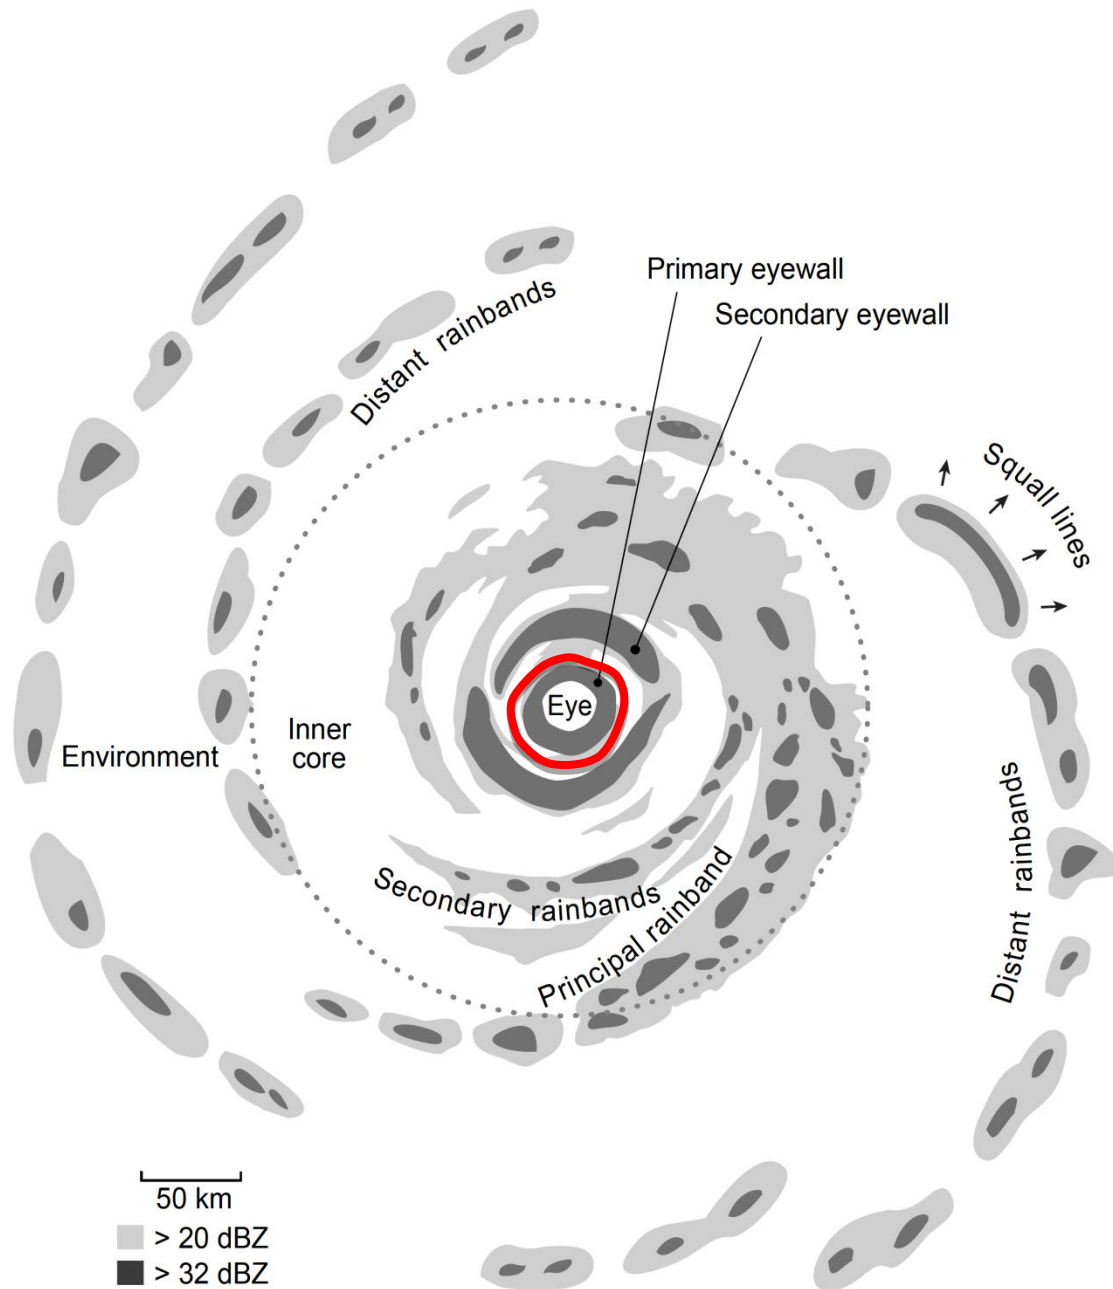 Primary eyewall
Secondary eyewall
Distant rainbands
Squall lines
Eye
Environment
Inner
core
Distant rainbands
Secondary rainbands
Principal rainband
50 km
> 20 dBZ
> 32 dBZ